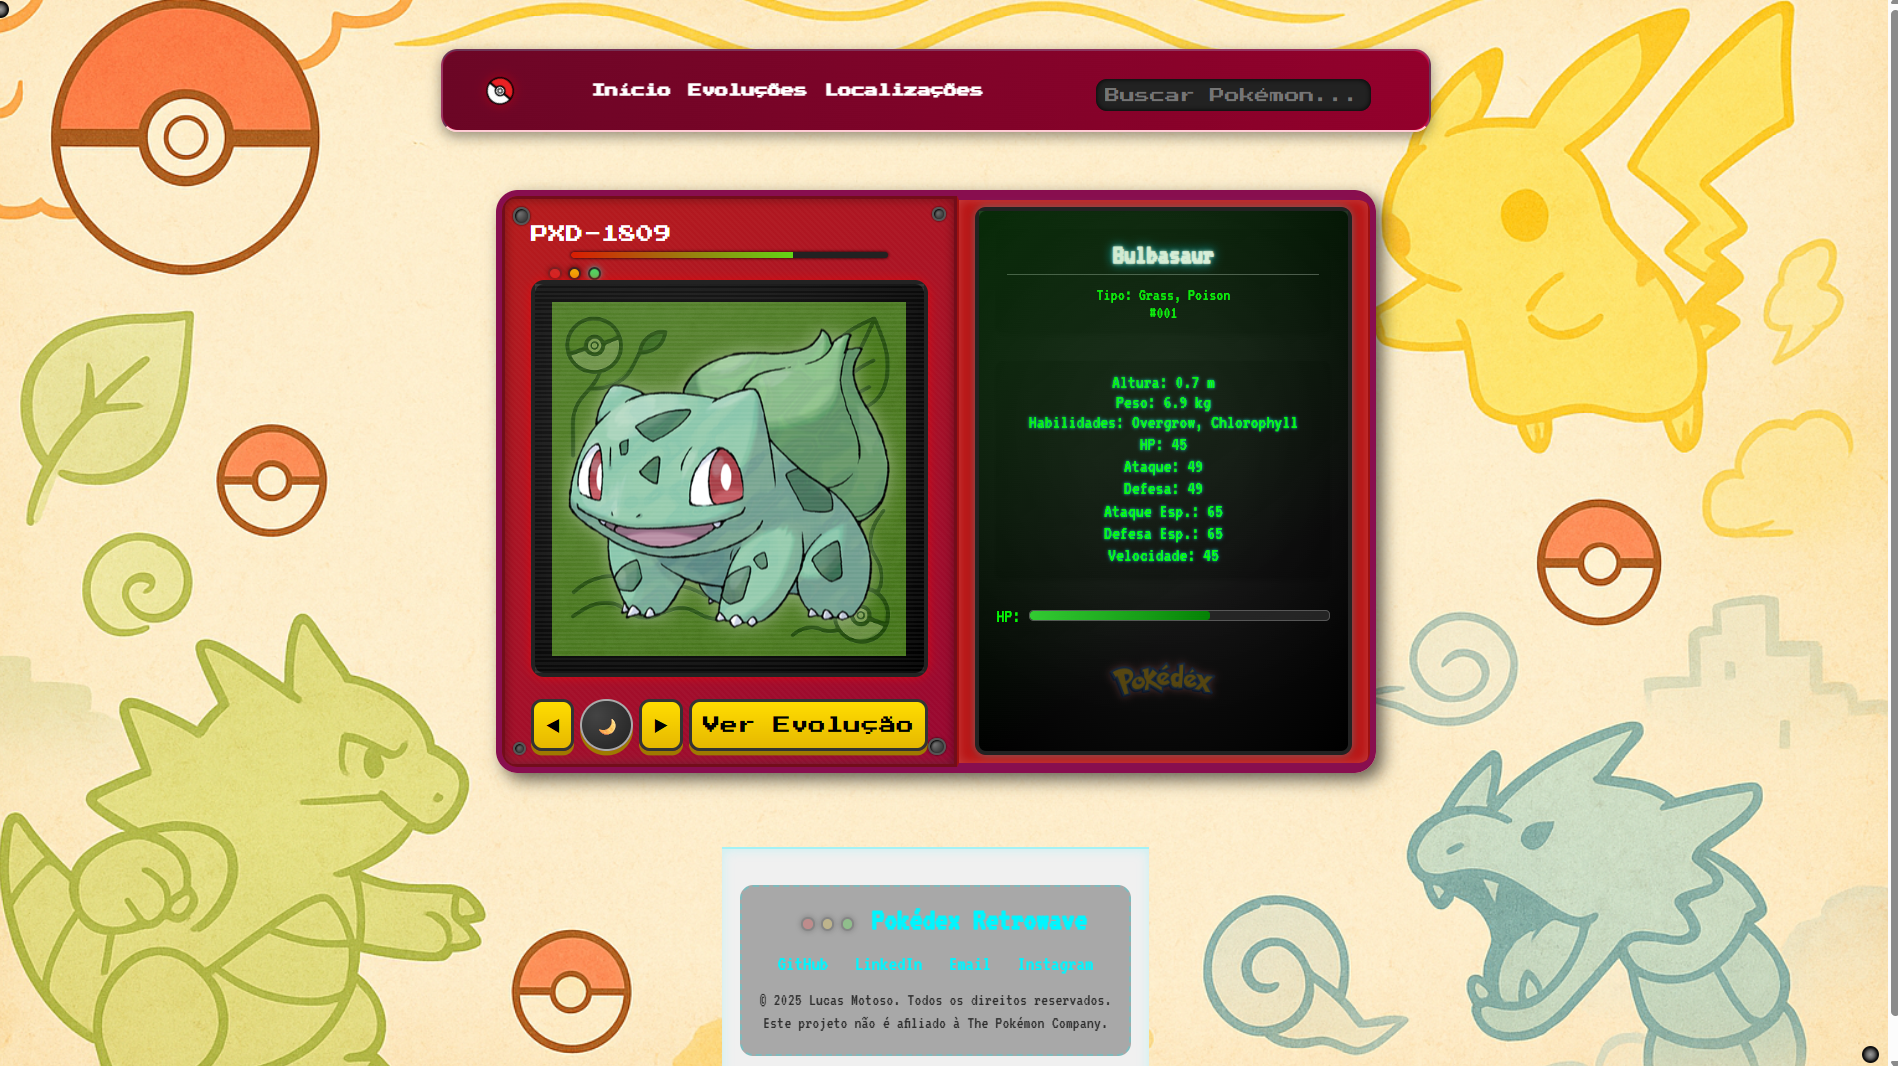 Início Evoluções Localizações
Buscar Pokémon...
PXD-1809
Ver Evolução
Bulbasaur
Tipo: Grass, Poison
#001
Altura: 0.7 m
Peso: 6.9 kg
Habilidades: Overgrow, Chlorophyll
HP: 45
Ataque: 49
Defesa: 49
Ataque Esp.: 65
Defesa Esp.: 65
Velocidade: 45
HP:
Pokédex
Pokédex Retrowave
GitHub LinkedIn Email Instagram
© 2025 Lucas Motoso. Todos os direitos reservados.
Este projeto não é afiliado à The Pokémon Company.